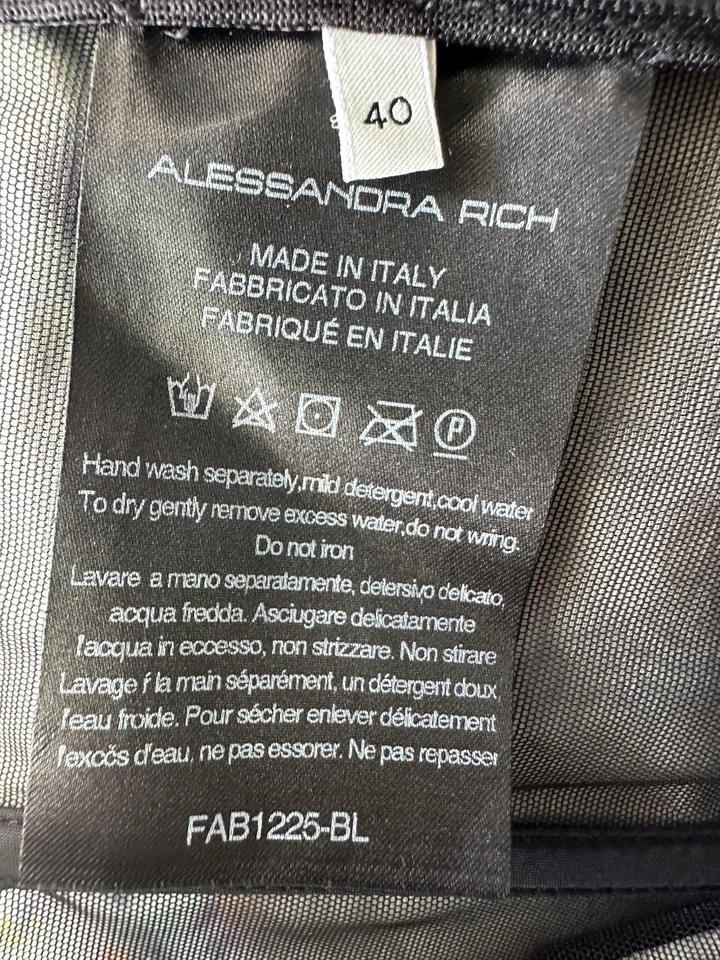 40
ALESSANDRA RICH
MADE IN ITALY
FABBRICATO IN ITALIA
FABRIQUÉ EN ITALIE
P
Hand wash separately,mild detergent,cool water
To dry gently remove excess water,do not wring.
Do not iron
Lavare a mano separatamente, detersivo delicato,
acqua fredda. Asciugare delicatamente
l'acqua in eccesso, non strizzare. Non stirare
Lavage ŕ la main séparément, un détergent doux,
l'eau froide. Pour sécher enlever délicatement
l'excčs d'eau, ne pas essorer. Ne pas repasser
FAB1225-BL